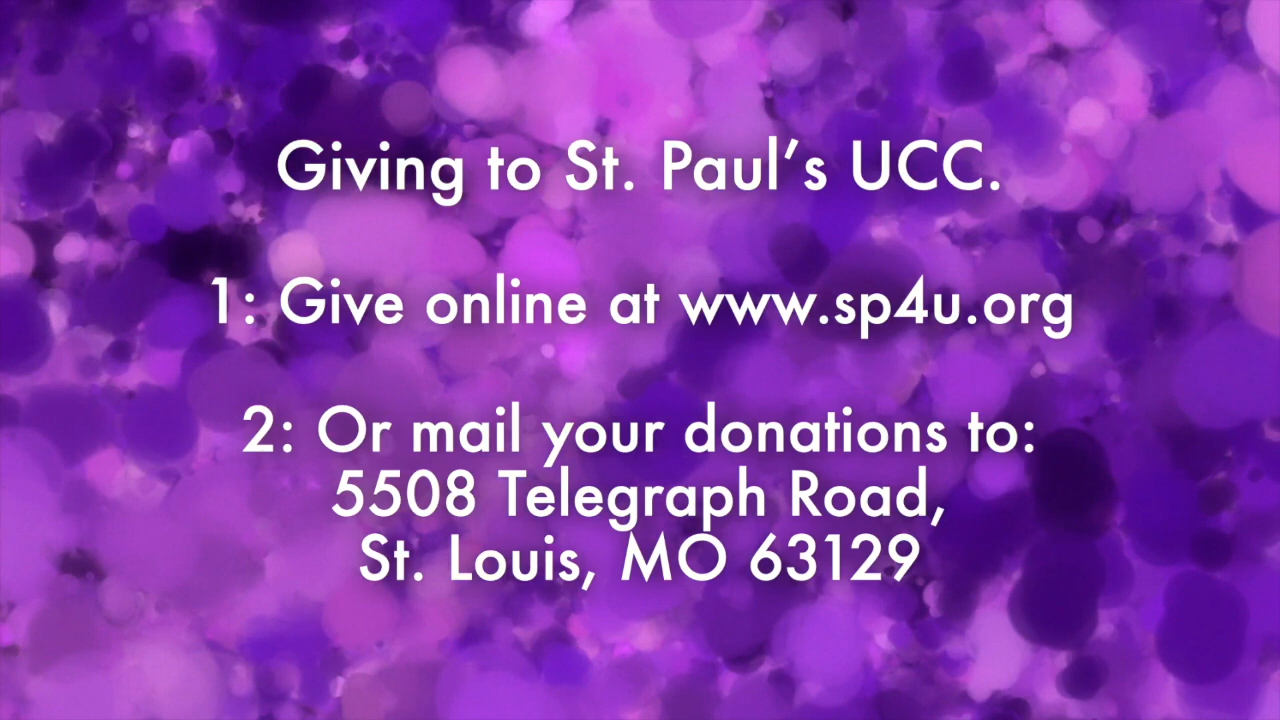 Giving to St. Paul’s UCC.
1: Give online at www.sp4u.org
2: Or mail your donations to:
5508 Telegraph Road,
St. Louis, MO 63129